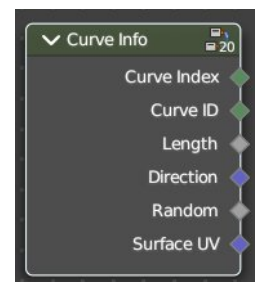 Curve Info 20
Curve Index
Curve ID
Length
Direction
Random
Surface UV